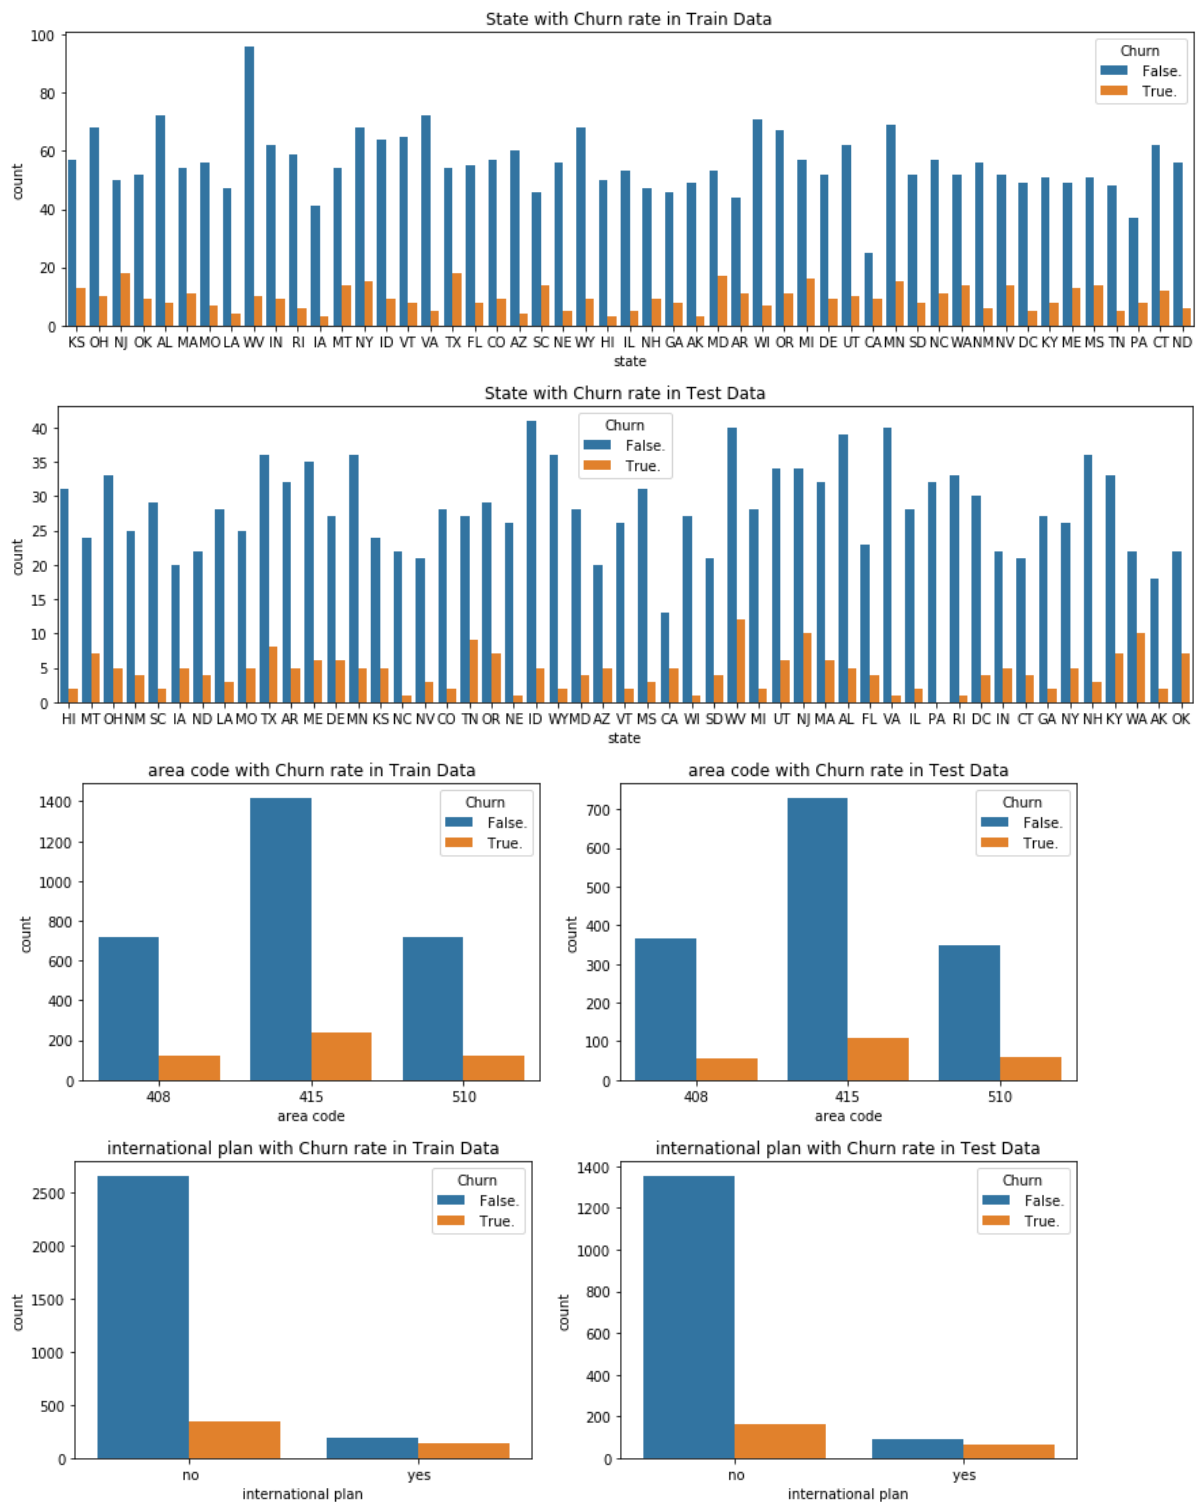 State with Churn rate in Train Data
100
80
60
40
20
0
count
Churn
False.
True.
KS OH NJ OK AL MA MO LA WV IN RI IA MT NY ID VT VA TX FL CO AZ SC NE WY HI IL NH GA AK MD AR WI OR MI DE UT CA MN SD NC WA NM NV DC KY ME MS TN PA CT ND
state
State with Churn rate in Test Data
40
35
30
25
20
15
10
5
0
count
Churn
False.
True.
HI MT OH NM SC IA ND LA MO TX AR ME DE MN KS NC NV CO TN OR NE ID WY MD AZ VT MS CA WI SD WV MI UT NJ MA AL FL VA IL PA RI DC IN CT GA NY NH KY WA AK OK
state
area code with Churn rate in Train Data
1400
1200
1000
800
600
400
200
0
count
Churn
False.
True.
408 415 510
area code
area code with Churn rate in Test Data
700
600
500
400
300
200
100
0
count
Churn
False.
True.
408 415 510
area code
international plan with Churn rate in Train Data
2500
2000
1500
1000
500
0
count
Churn
False.
True.
no yes
international plan
international plan with Churn rate in Test Data
1400
1200
1000
800
600
400
200
0
count
Churn
False.
True.
no yes
international plan